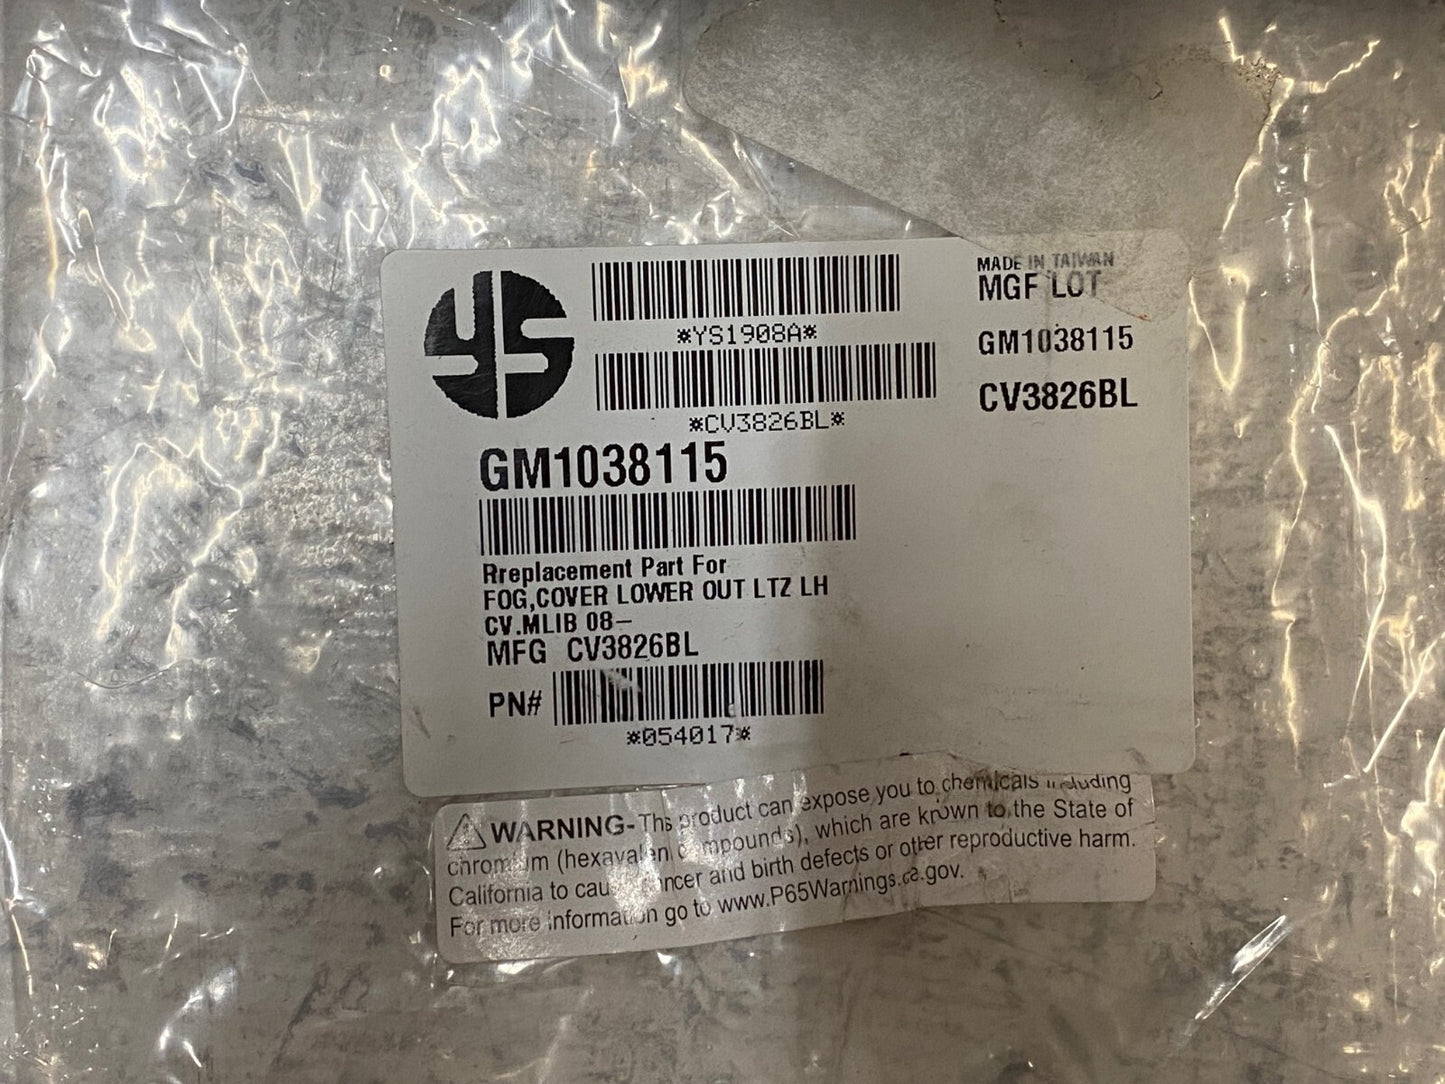 YS
*YS1908A*
*CV3826BL*
GM1038115
Rreplacement Part For
FOG,COVER LOWER OUT LTZ LH
CV.MLIB 08-
MFG CV3826BL
PN#
*054017*
MADE IN TAIWAN
MGF LOT
GM1038115
CV3826BL
WARNING-Ths product can expose you to chemicals including
chromium (hexavalent compounds), which are known to the State of
California to cause cancer and birth defects or other reproductive harm.
For more information go to www.P65Warnings.ca.gov.